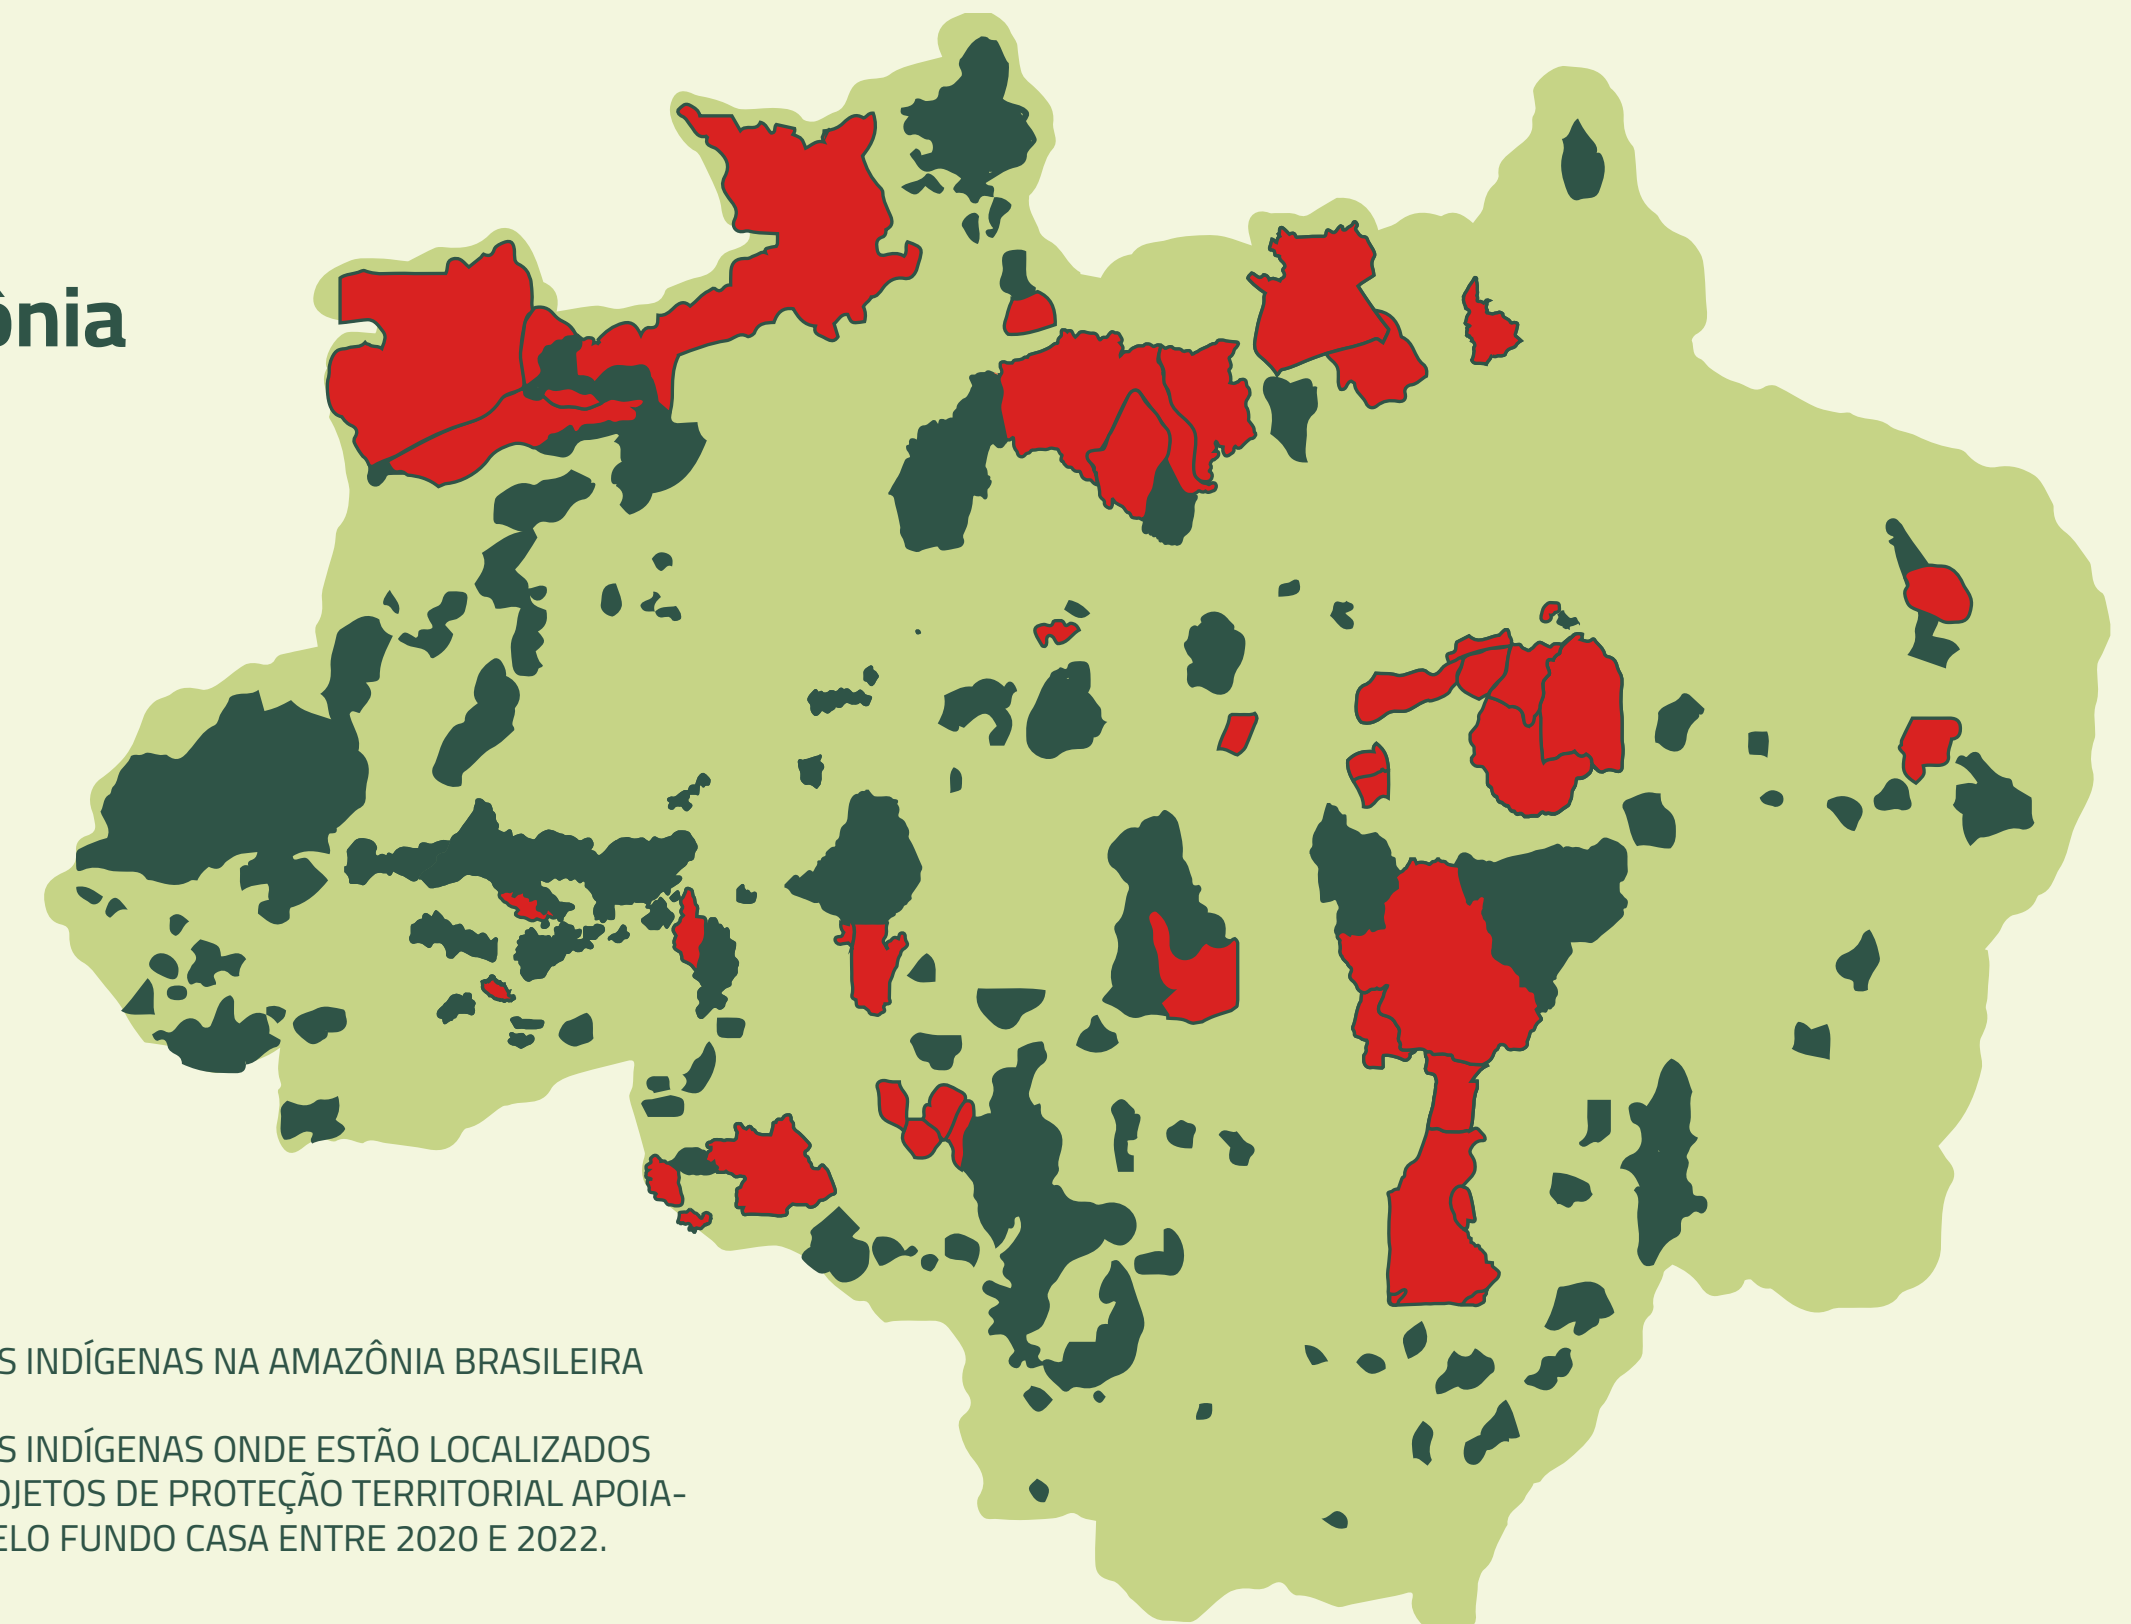 ônia
S INDÍGENAS NA AMAZÔNIA BRASILEIRA
S INDÍGENAS ONDE ESTÃO LOCALIZADOS
OJETOS DE PROTEÇÃO TERRITORIAL APOIA-
ELO FUNDO CASA ENTRE 2020 E 2022.